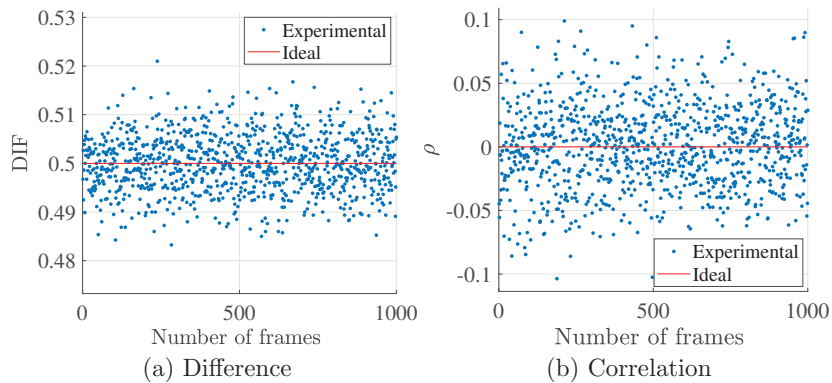 0.53
0.52
0.51
0.5
0.49
0.48
DIF
0
500
1000
Number of frames
Experimental
Ideal
(a) Difference
0.1
0.05
0
-0.05
-0.1
ρ
0
500
1000
Number of frames
Experimental
Ideal
(b) Correlation